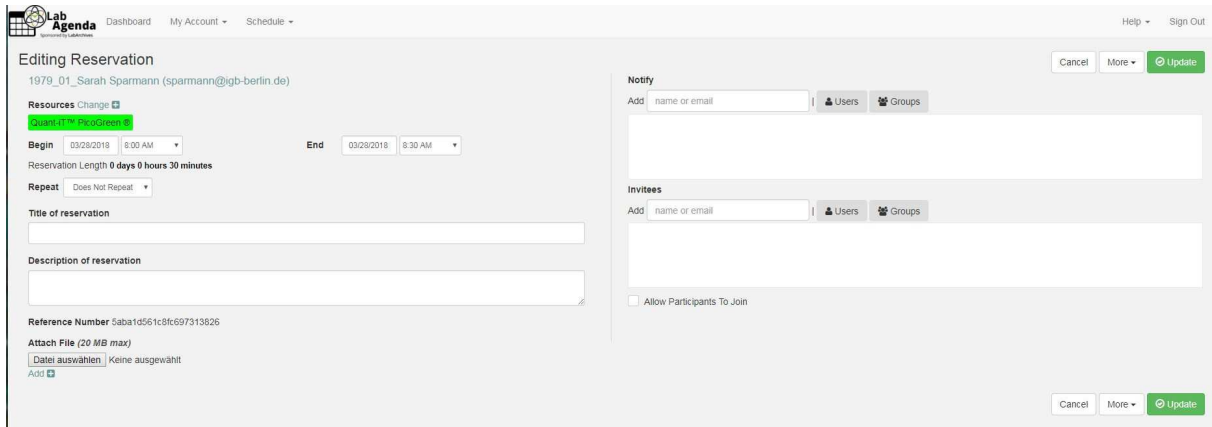 Lab
Agenda
Sponsored by LabArchives
Dashboard My Account Schedule Help Sign Out
Editing Reservation
Cancel More Update
1979_01_Sarah Sparmann (sparmann@igb-berlin.de)
Resources Change
Quant-iT™ PicoGreen ®
Begin 03/28/2018 8:00 AM End 03/28/2018 8:30 AM
Reservation Length 0 days 0 hours 30 minutes
Repeat Does Not Repeat
Title of reservation
Description of reservation
Reference Number 5aba1d561c8fc697313826
Attach File (20 MB max)
Datei auswählen Keine ausgewählt
Add
Notify
Add name or email | Users Groups
Invitees
Add name or email | Users Groups
Allow Participants To Join
Cancel More Update